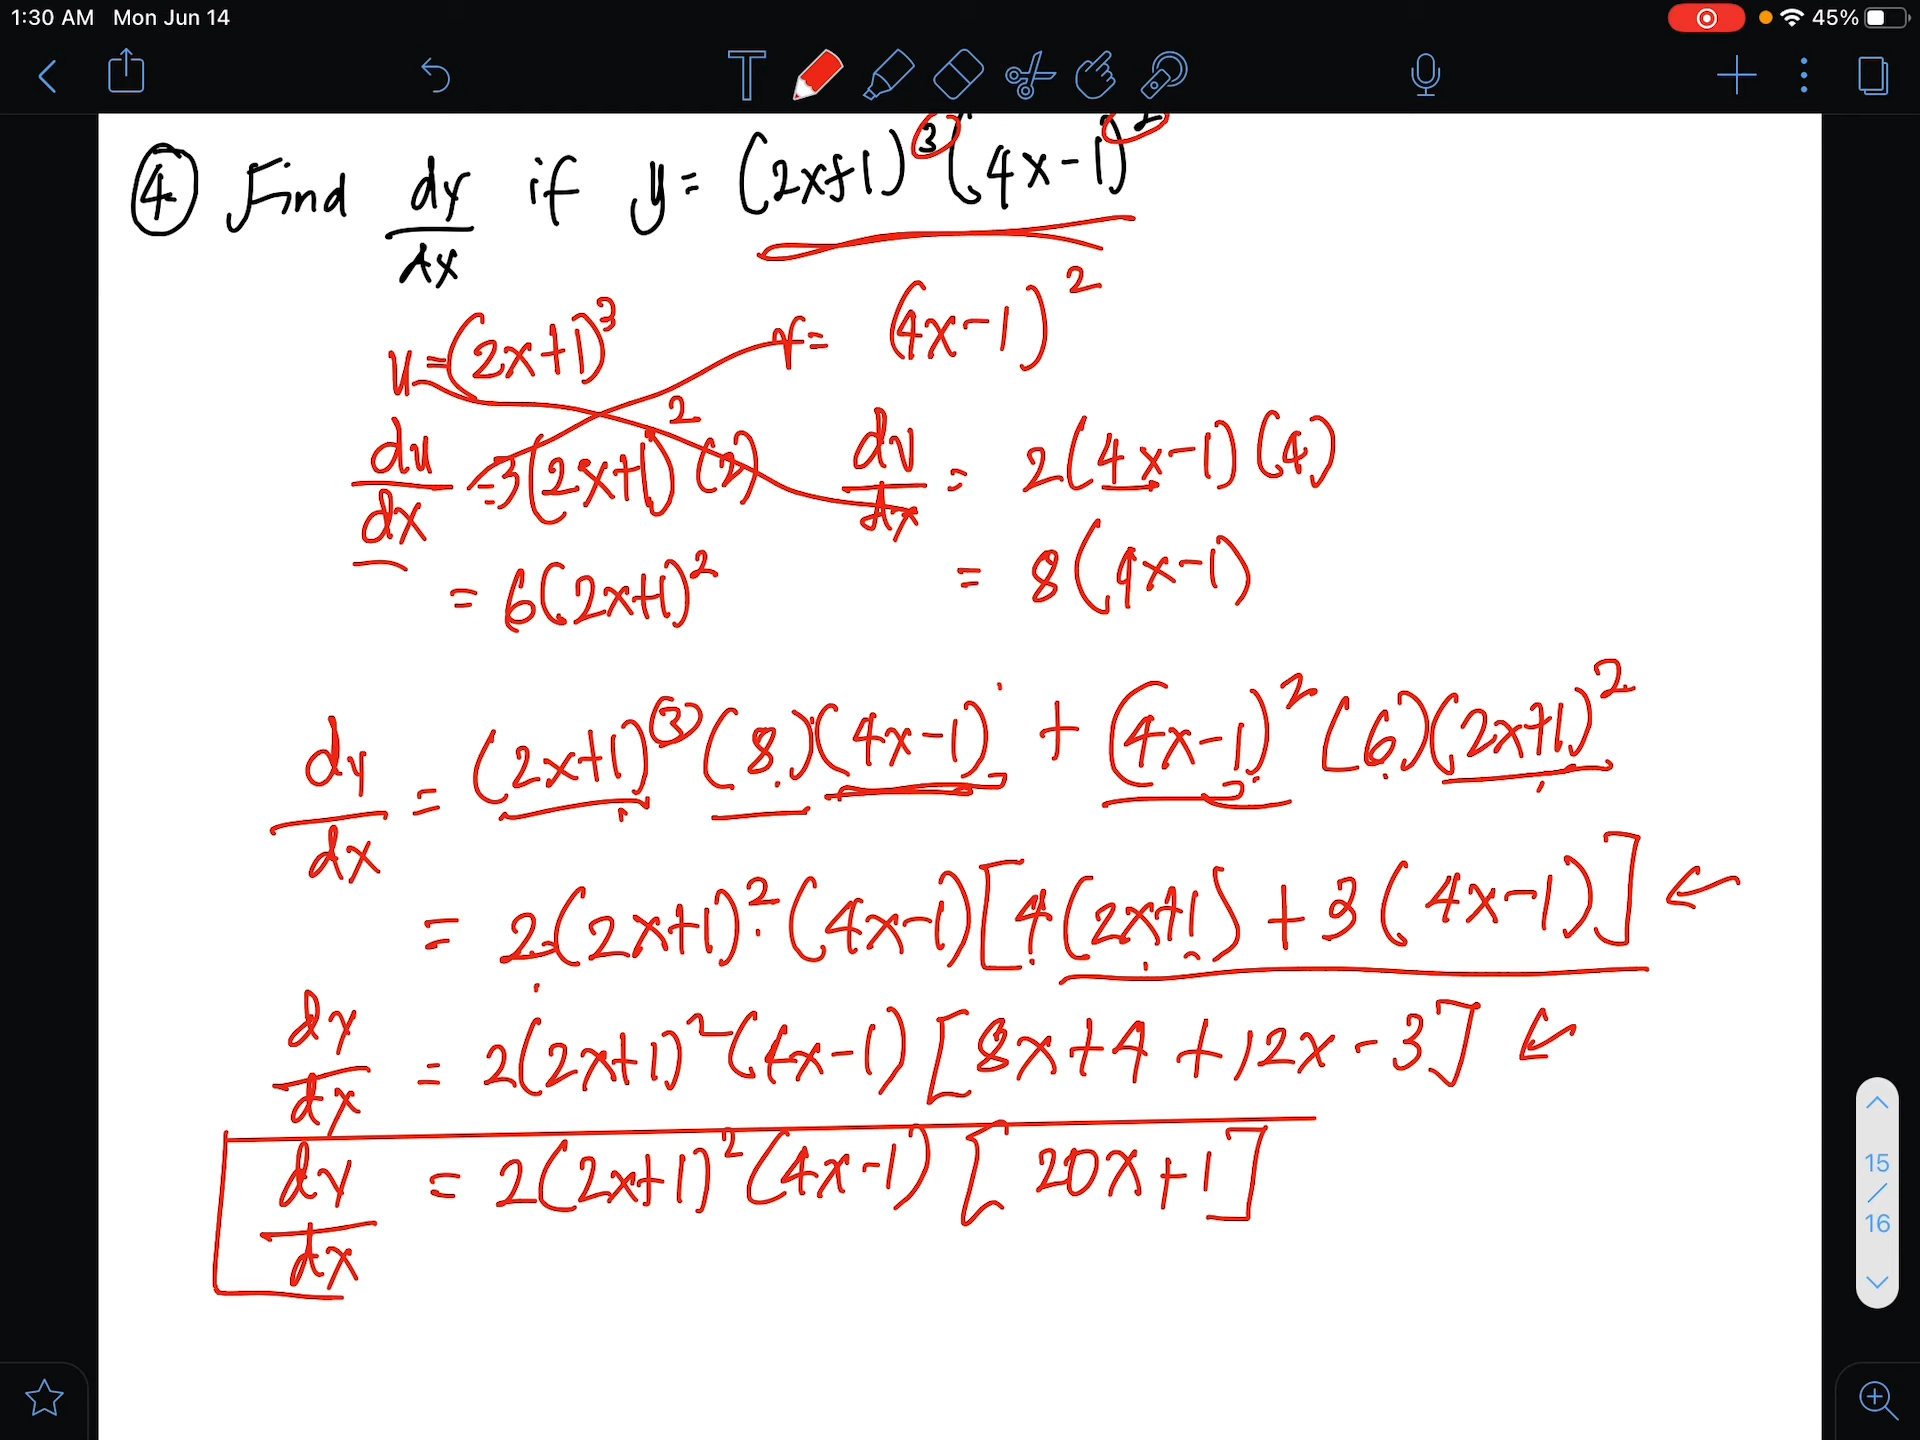 1:30 AM Mon Jun 14 45%
④ Find dy/dx if y = (2x+1)³(4x-1)²
u = (2x+1)³ v = (4x-1)²
du/dx = 3(2x+1)²(2) dv/dx = 2(4x-1)(4)
= 6(2x+1)² = 8(4x-1)
dy/dx = (2x+1)³(8)(4x-1) + (4x-1)²(6)(2x+1)²
= 2(2x+1)²(4x-1)[4(2x+1) + 3(4x-1)] ←
dy/dx = 2(2x+1)²(4x-1)[8x+4+12x-3] ←
dy/dx = 2(2x+1)²(4x-1)[20x+1]
15
/
16